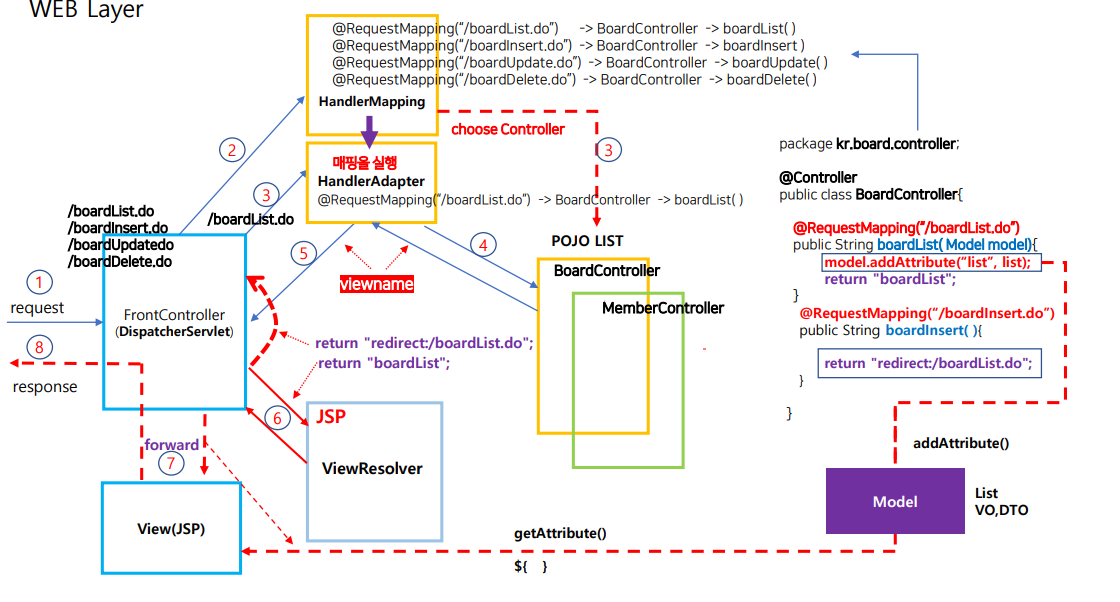 WEB Layer
@RequestMapping("/boardList.do") -> BoardController -> boardList( )
@RequestMapping("/boardInsert.do") -> BoardController -> boardInsert )
@RequestMapping("/boardUpdate.do") -> BoardController -> boardUpdate( )
@RequestMapping("/boardDelete.do") -> BoardController -> boardDelete( )
HandlerMapping
choose Controller
2
3
매핑을 실행
HandlerAdapter
@RequestMapping("/boardList.do") -> BoardController -> boardList( )
3
/boardList.do
/boardInsert.do
/boardUpdatedo
/boardDelete.do
/boardList.do
5
4
viewname
1
request
FrontController
(DispatcherServlet)
8
response
return "redirect:/boardList.do";
return "boardList";
6
JSP
ViewResolver
forward
7
View(JSP)
POJO LIST
BoardController
MemberController
-
package kr.board.controller;
@Controller
public class BoardController{
@RequestMapping("/boardList.do")
public String boardList( Model model){
model.addAttribute("list", list);
return "boardList";
}
@RequestMapping("/boardInsert.do")
public String boardInsert( ){
return "redirect:/boardList.do";
}
}
addAttribute()
Model
List
VO,DTO
getAttribute()
${ }